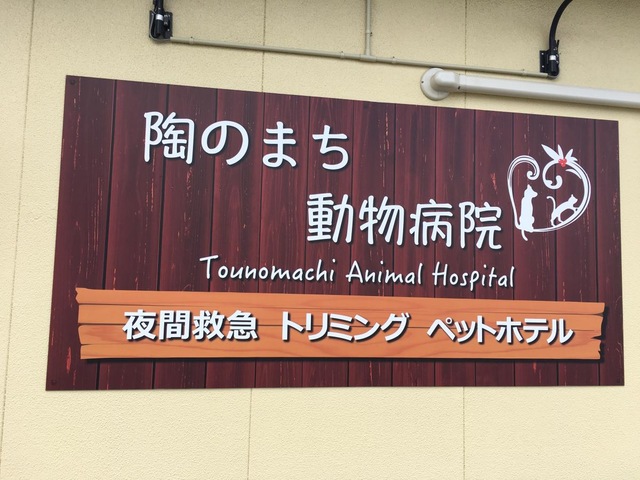 陶のまち
動物病院
Tounomachi Animal Hospital
夜間救急 トリミング ペットホテル